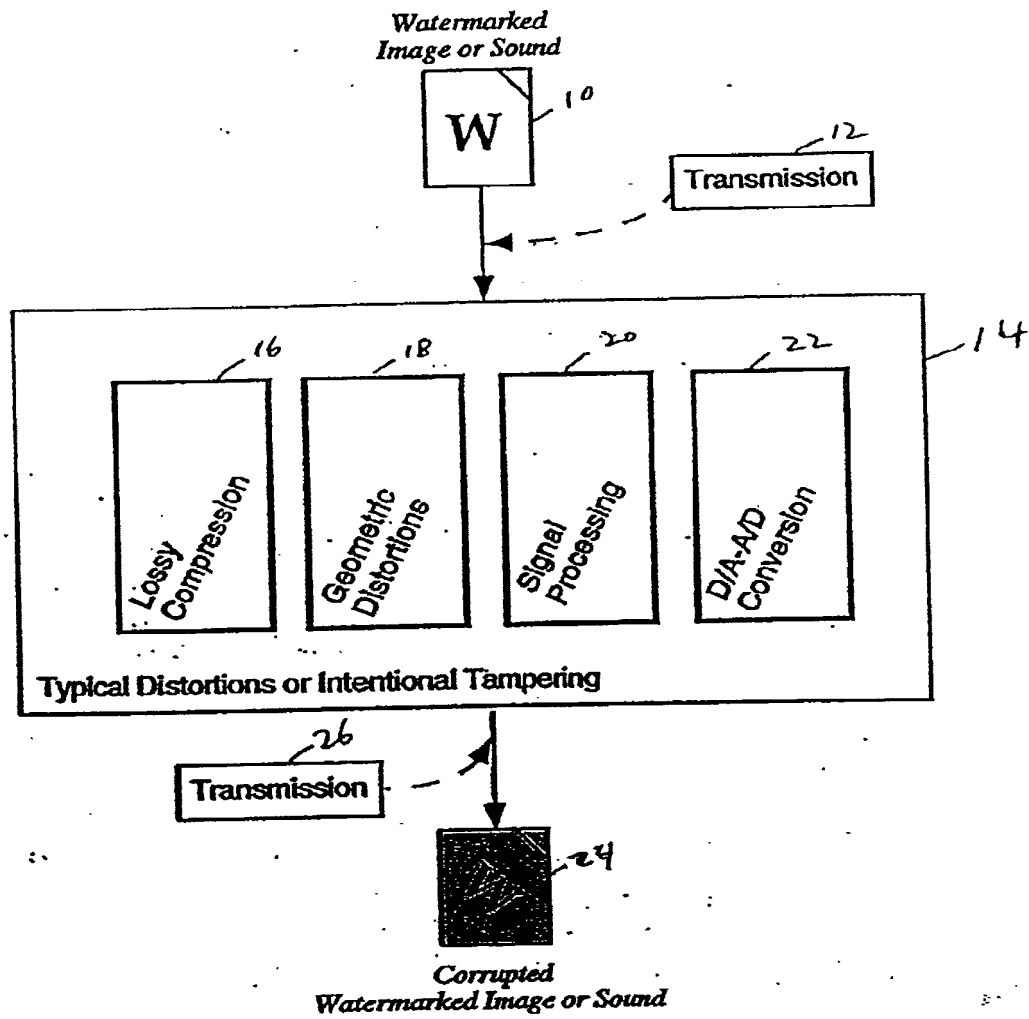 Watermarked
Image or Sound
W
10
12
Transmission
14
16
18
20
22
Lossy
Compression
Geometric
Distortions
Signal
Processing
D/A-A/D
Conversion
Typical Distortions or Intentional Tampering
26
Transmission
24
Corrupted
Watermarked Image or Sound